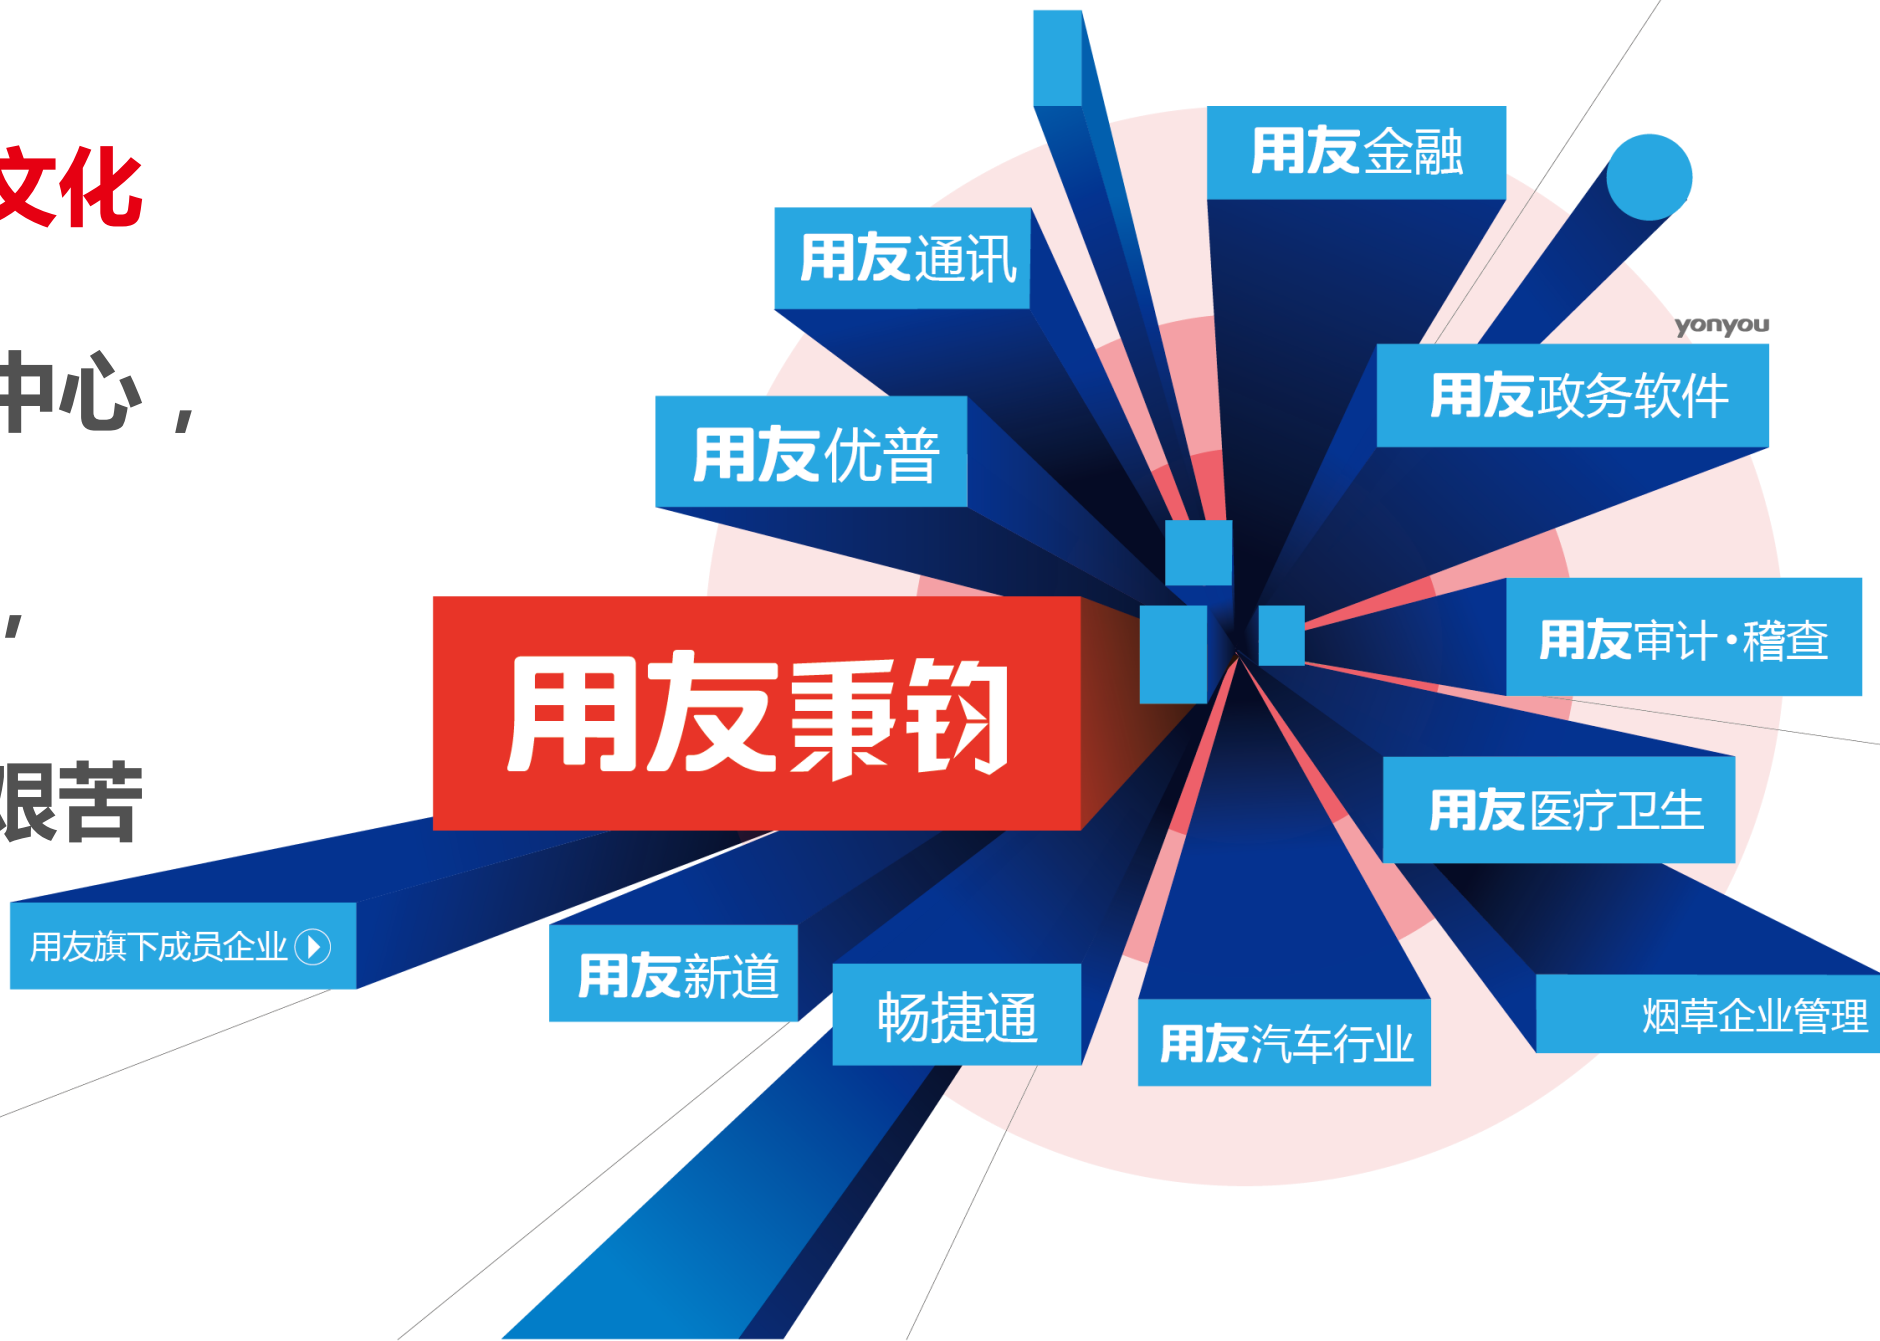 文化
中心，
，
艰苦
用友金融
用友通讯
yonyou
用友政务软件
用友优普
用友审计·稽查
用友秉钧
用友医疗卫生
用友旗下成员企业
用友新道
畅捷通
用友汽车行业
烟草企业管理